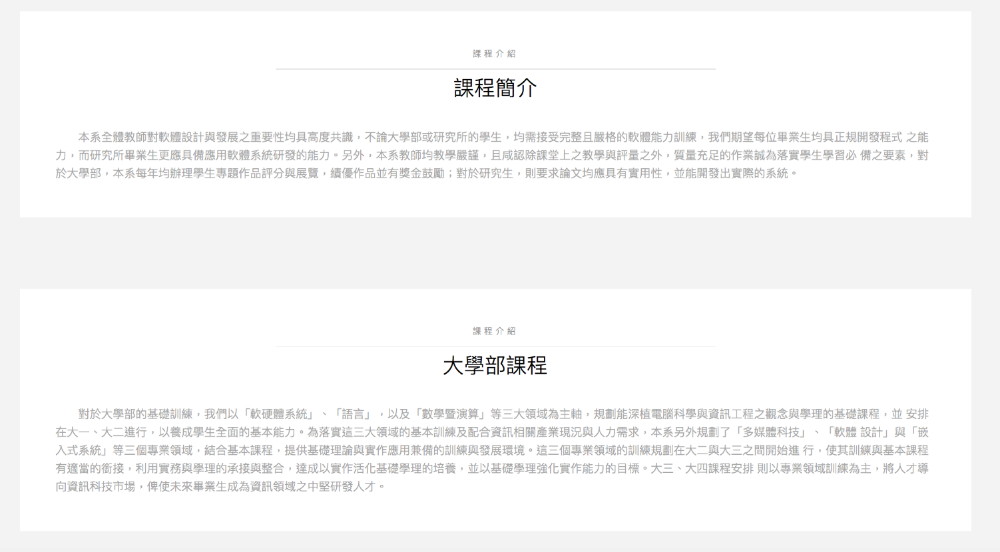 課程介紹
課程簡介
本系全體教師對軟體設計與發展之重要性均具高度共識，不論大學部或研究所的學生，均需接受完整且嚴格的軟體能力訓練，我們期望每位畢業生均具正規開發程式 之能
力，而研究所畢業生更應具備應用軟體系統研發的能力。另外，本系教師均教學嚴謹，且咸認除課堂上之教學與評量之外，質量充足的作業誠為落實學生學習必 備之要素，對
於大學部，本系每年均辦理學生專題作品評分與展覽，績優作品並有獎金鼓勵；對於研究生，則要求論文均應具有實用性，並能開發出實際的系統。
課程介紹
大學部課程
對於大學部的基礎訓練，我們以「軟硬體系統」、「語言」，以及「數學暨演算」等三大領域為主軸，規劃能深植電腦科學與資訊工程之觀念與學理的基礎課程，並 安排
在大一、大二進行，以養成學生全面的基本能力。為落實這三大領域的基本訓練及配合資訊相關產業現況與人力需求，本系另外規劃了「多媒體科技」、「軟體 設計」與「嵌
入式系統」等三個專業領域，結合基本課程，提供基礎理論與實作應用兼備的訓練與發展環境。這三個專業領域的訓練規劃在大二與大三之間開始進 行，使其訓練與基本課程
有適當的銜接，利用實務與學理的承接與整合，達成以實作活化基礎學理的培養，並以基礎學理強化實作能力的目標。大三、大四課程安排 則以專業領域訓練為主，將人才導
向資訊科技市場，俾使未來畢業生成為資訊領域之中堅研發人才。